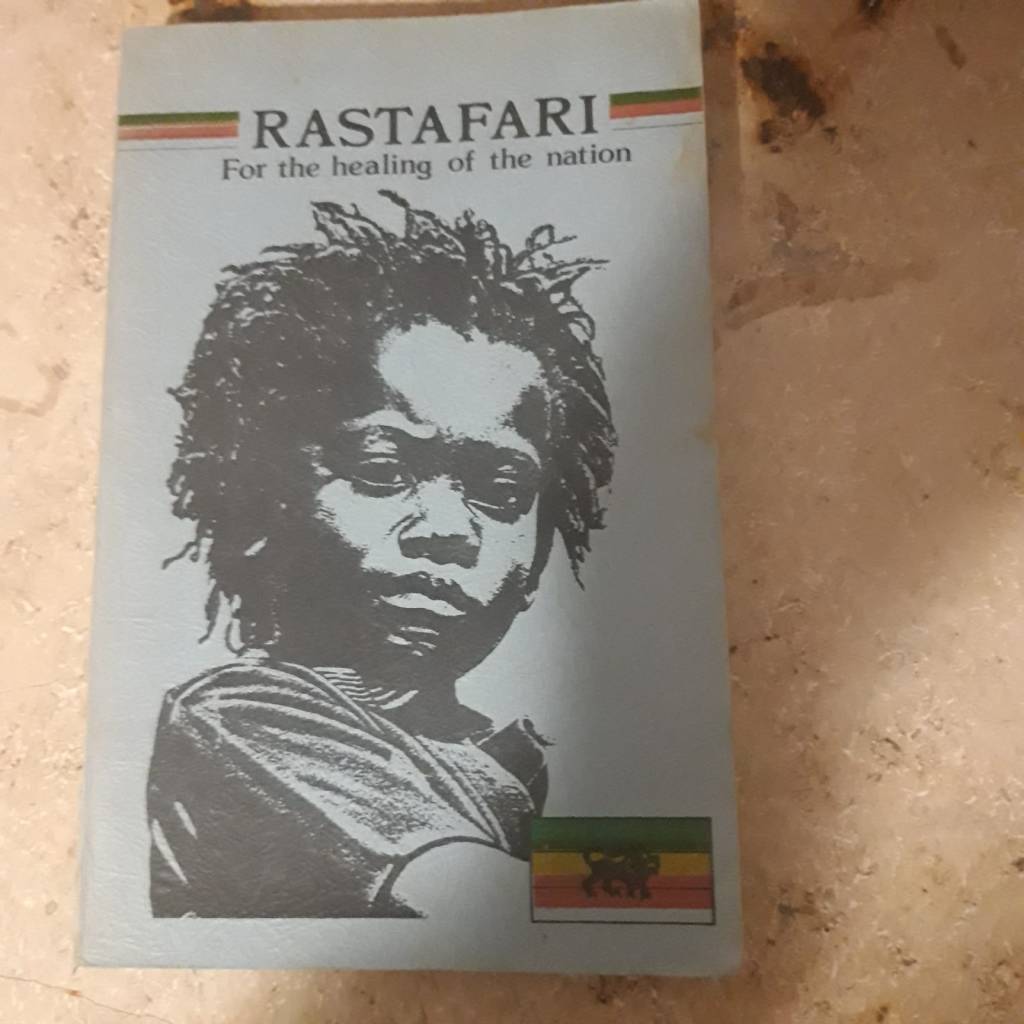 RASTAFARI
For the healing of the nation